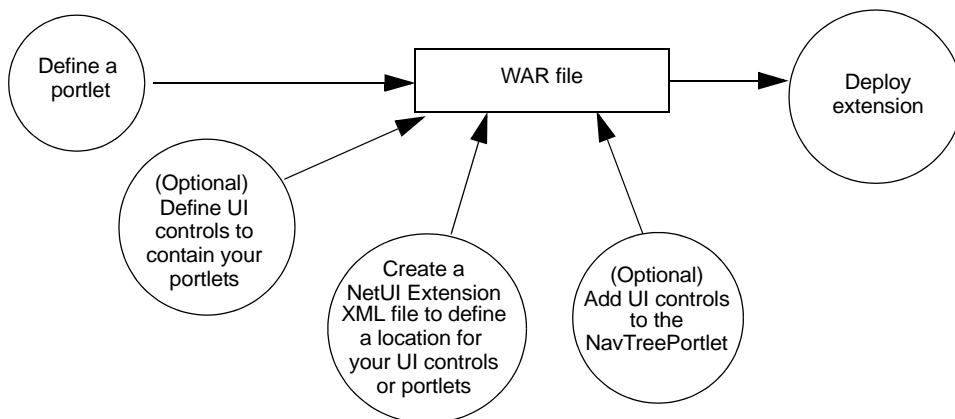 Define a
portlet
WAR file
Deploy
extension
(Optional)
Define UI
controls to
contain your
portlets
Create a
NetUI Extension
XML file to define
a location for
your UI controls
or portlets
(Optional)
Add UI controls
to the
NavTreePortlet